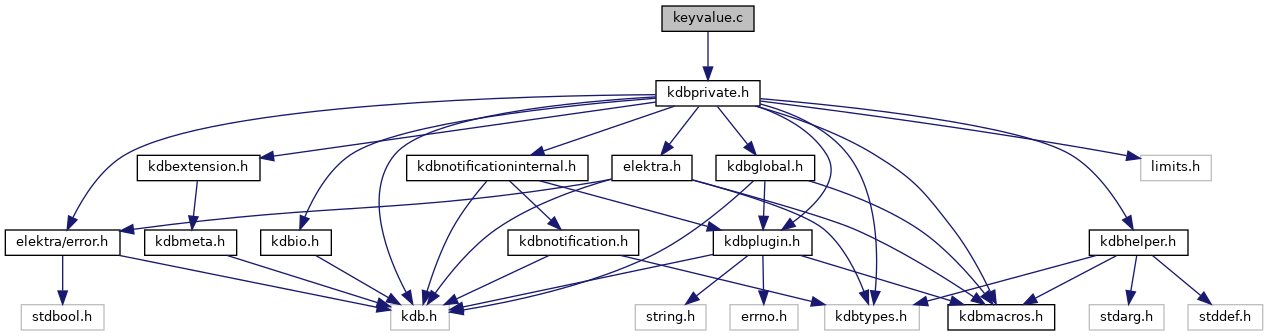 keyvalue.c
kdbprivate.h
kdbextension.h
kdbnotificationinternal.h
elektra.h
kdbglobal.h
limits.h
elektra/error.h
kdbmeta.h
kdbio.h
kdbnotification.h
kdbplugin.h
kdbhelper.h
stdbool.h
kdb.h
string.h
errno.h
kdbtypes.h
kdbmacros.h
stdarg.h
stddef.h